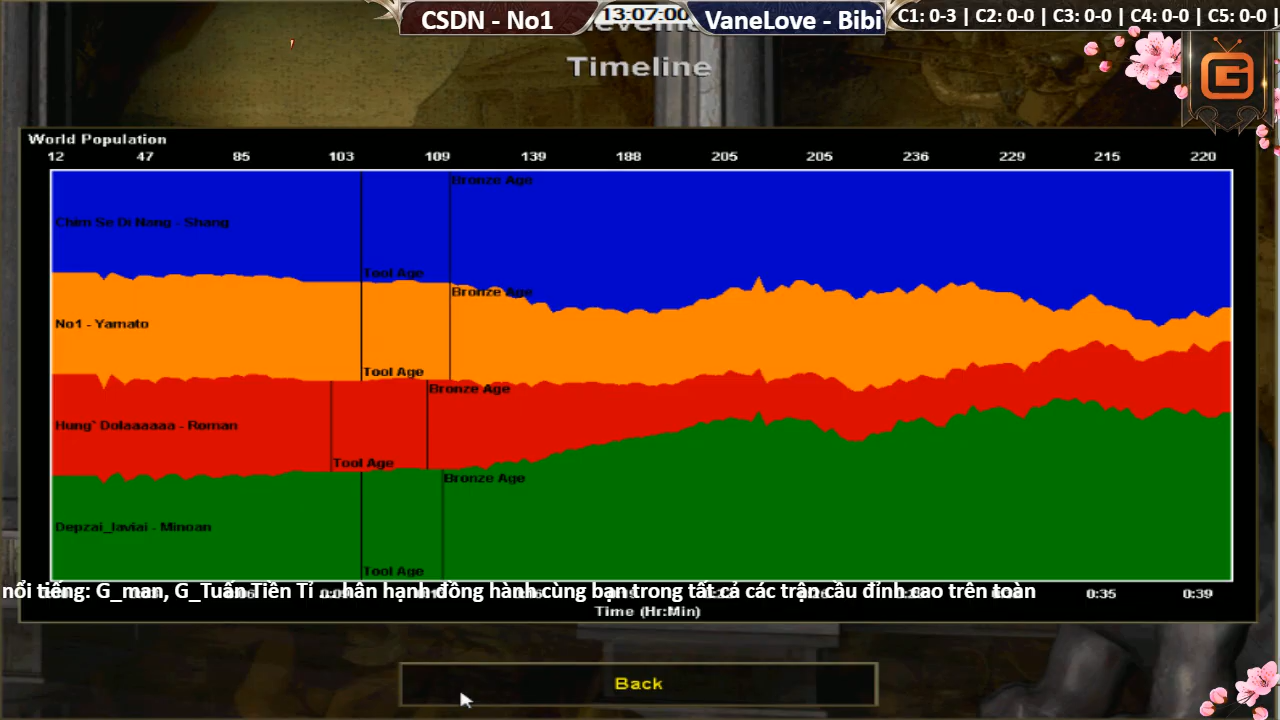 CSDN - No1
13:07:00
VaneLove - Bibi
C1: 0-3 | C2: 0-0 | C3: 0-0 | C4: 0-0 | C5: 0-0 |
G
Timeline
World Population
12 47 85 103 109 139 188 205 205 236 229 215 220
Bronze Age
Chim Se Di Nang - Shang
Tool Age
Bronze Age
No1 - Yamato
Tool Age
Bronze Age
Hung` Dolaaaaaa - Roman
Tool Age
Bronze Age
Depzai_laviai - Minoan
Tool Age
nổi tiếng: G_man, G_Tuấn Tiên Tỉ ... hân hạnh đồng hành cùng bạn trong tất cả các trận cầu đỉnh cao trên toàn
0:35 0:39
Time (Hr:Min)
Back